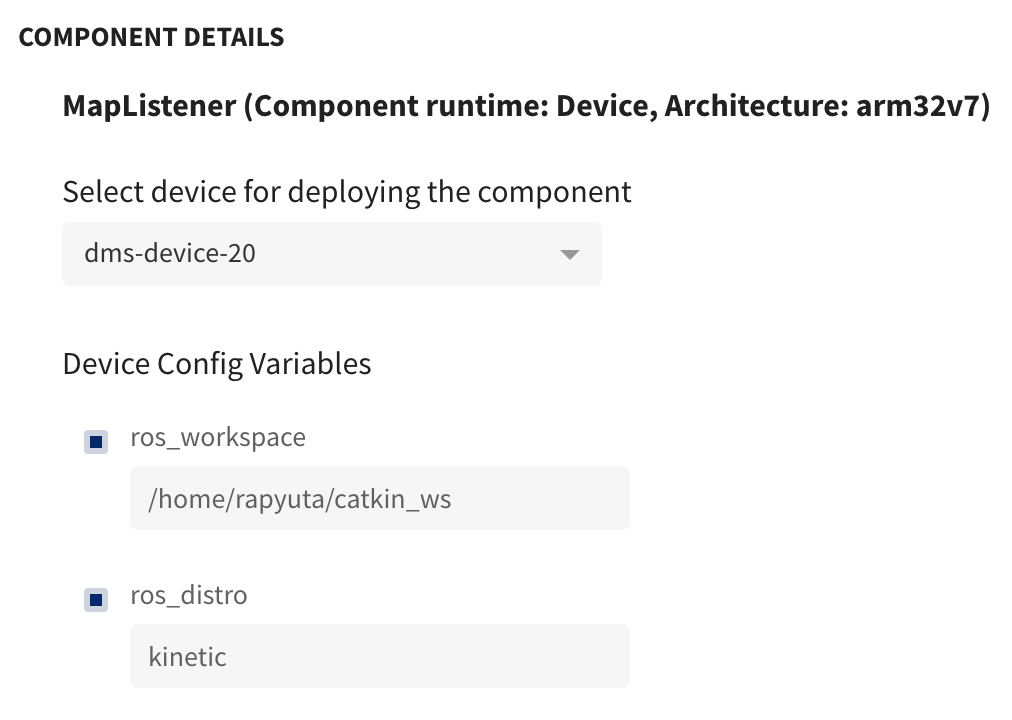 COMPONENT DETAILS
MapListener (Component runtime: Device, Architecture: arm32v7)
Select device for deploying the component
dms-device-20
Device Config Variables
ros_workspace
/home/rapyuta/catkin_ws
ros_distro
kinetic